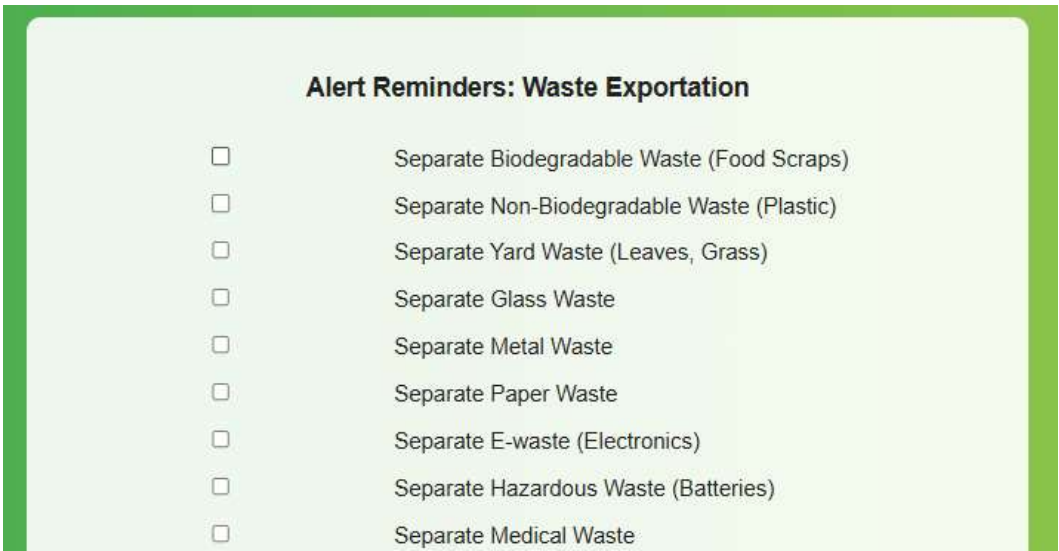 Alert Reminders: Waste Exportation
Separate Biodegradable Waste (Food Scraps)
Separate Non-Biodegradable Waste (Plastic)
Separate Yard Waste (Leaves, Grass)
Separate Glass Waste
Separate Metal Waste
Separate Paper Waste
Separate E-waste (Electronics)
Separate Hazardous Waste (Batteries)
Separate Medical Waste